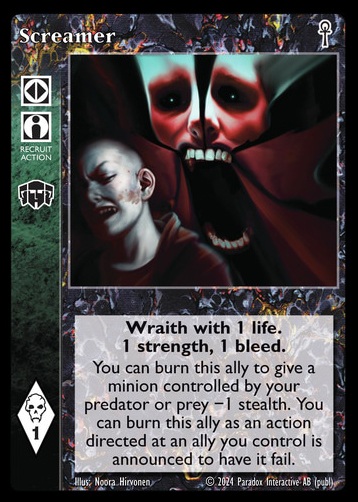 Screamer
RECRUIT
ACTION
Wraith with 1 life.
1 strength, 1 bleed.
You can burn this ally to give a
minion controlled by your
predator or prey −1 stealth. You
can burn this ally as an action
directed at an ally you control is
announced to have it fail.
1
Illus: Noora Hirvonen
© 2024 Paradox Interactive AB (publ)